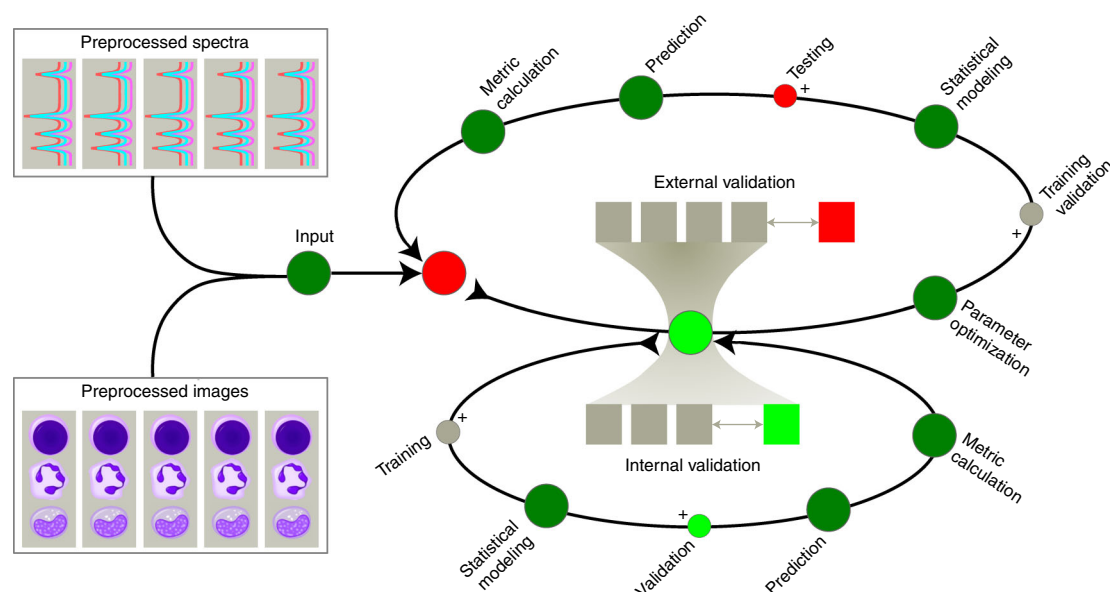 Preprocessed spectra
Input
Preprocessed images
Metric
calculation
Prediction
Testing
+
Statistical
modeling
Training
validation
+
Parameter
optimization
External validation
Internal validation
+
Training
Statistical
modeling
+
Validation
Prediction
Metric
calculation